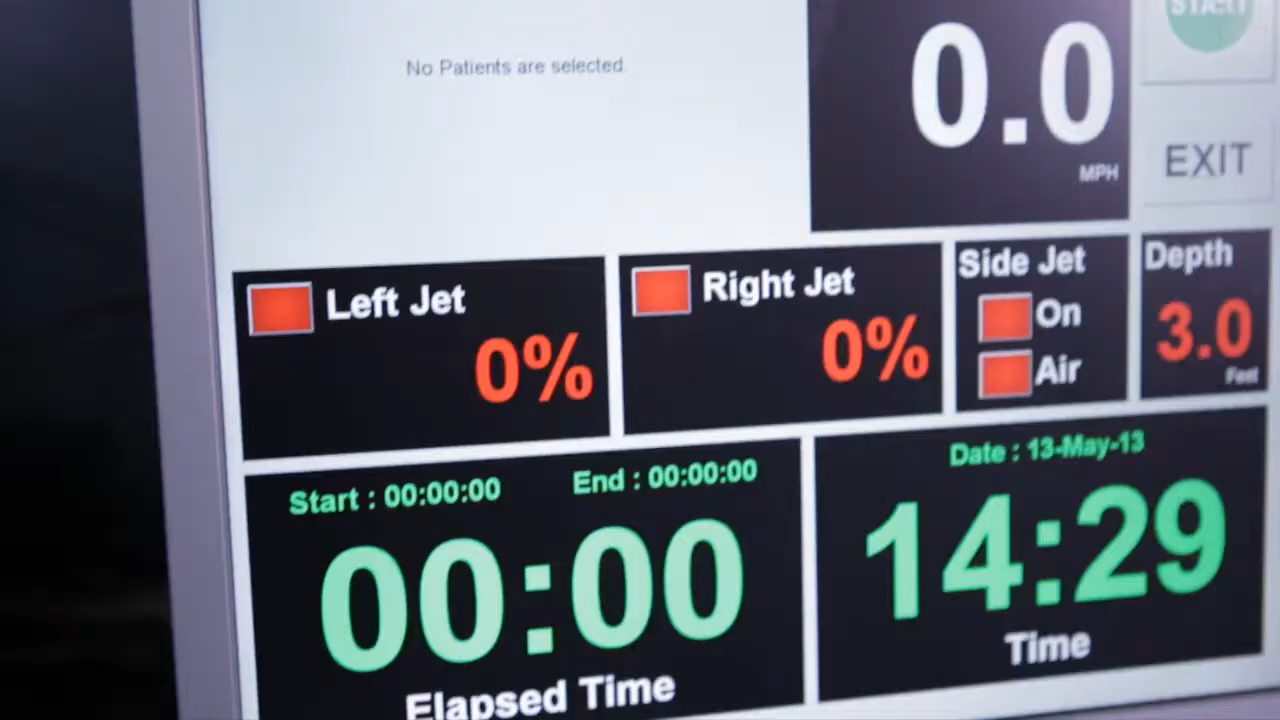 No Patients are selected.
0.0
MPH
START
EXIT
Left Jet
0%
Right Jet
0%
Side Jet
On
Air
Depth
3.0
Feet
Start : 00:00:00
End : 00:00:00
00:00
Elapsed Time
Date : 13-May-13
14:29
Time